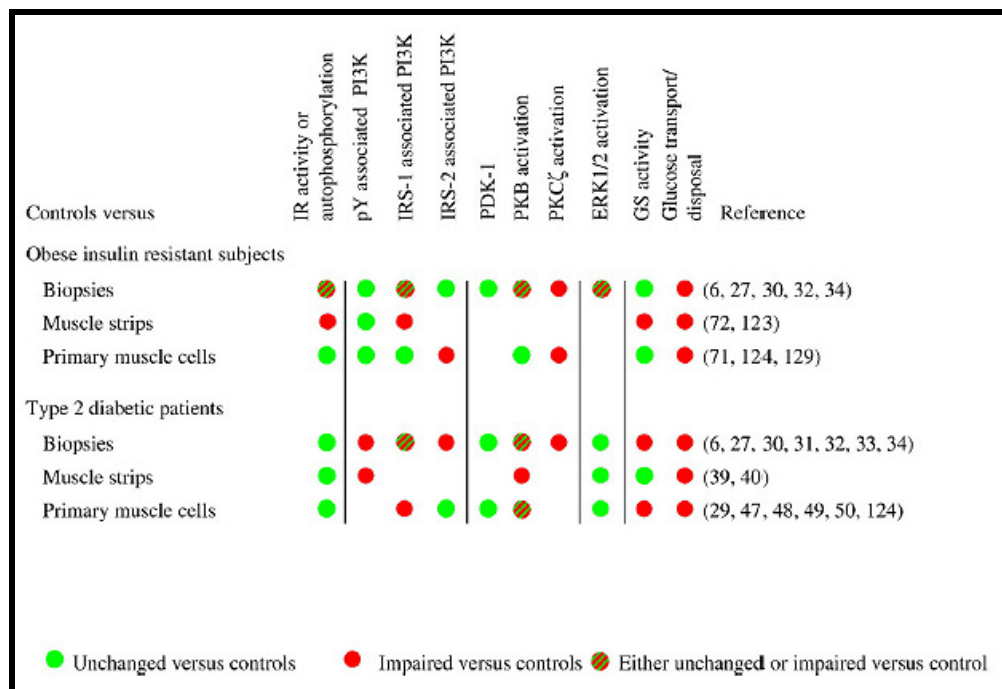 IR activity or
autophosphorylation
pY associated PI3K
IRS-1 associated PI3K
IRS-2 associated PI3K
PDK-1
PKB activation
PKCζ activation
ERK1/2 activation
GS activity
Glucose transport/
disposal
Controls versus
Reference
Obese insulin resistant subjects
Biopsies (6, 27, 30, 32, 34)
Muscle strips (72, 123)
Primary muscle cells (71, 124, 129)
Type 2 diabetic patients
Biopsies (6, 27, 30, 31, 32, 33, 34)
Muscle strips (39, 40)
Primary muscle cells (29, 47, 48, 49, 50, 124)
Unchanged versus controls Impaired versus controls Either unchanged or impaired versus control